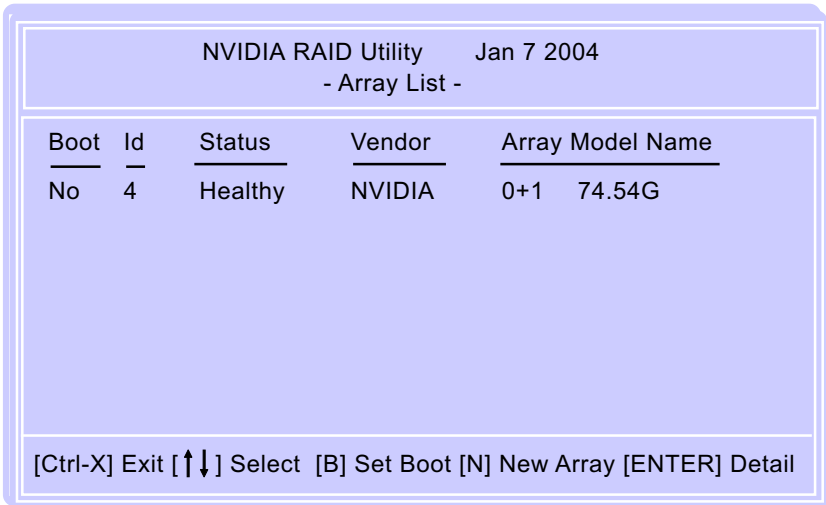 NVIDIA RAID Utility Jan 7 2004
- Array List -
Boot Id Status Vendor Array Model Name
No 4 Healthy NVIDIA 0+1 74.54G
[Ctrl-X] Exit [↑↓] Select [B] Set Boot [N] New Array [ENTER] Detail